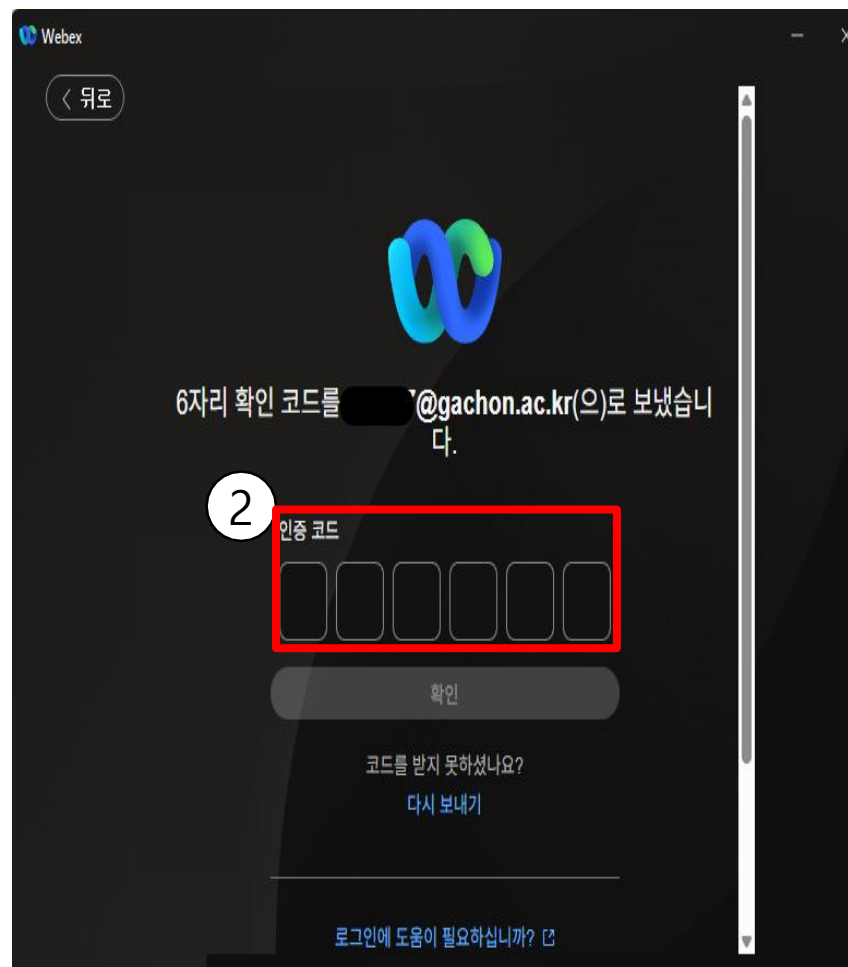 Webex
뒤로
6자리 확인 코드를 @gachon.ac.kr(으)로 보냈습니
다.
2
인증 코드
확인
코드를 받지 못하셨나요?
다시 보내기
로그인에 도움이 필요하십니까?